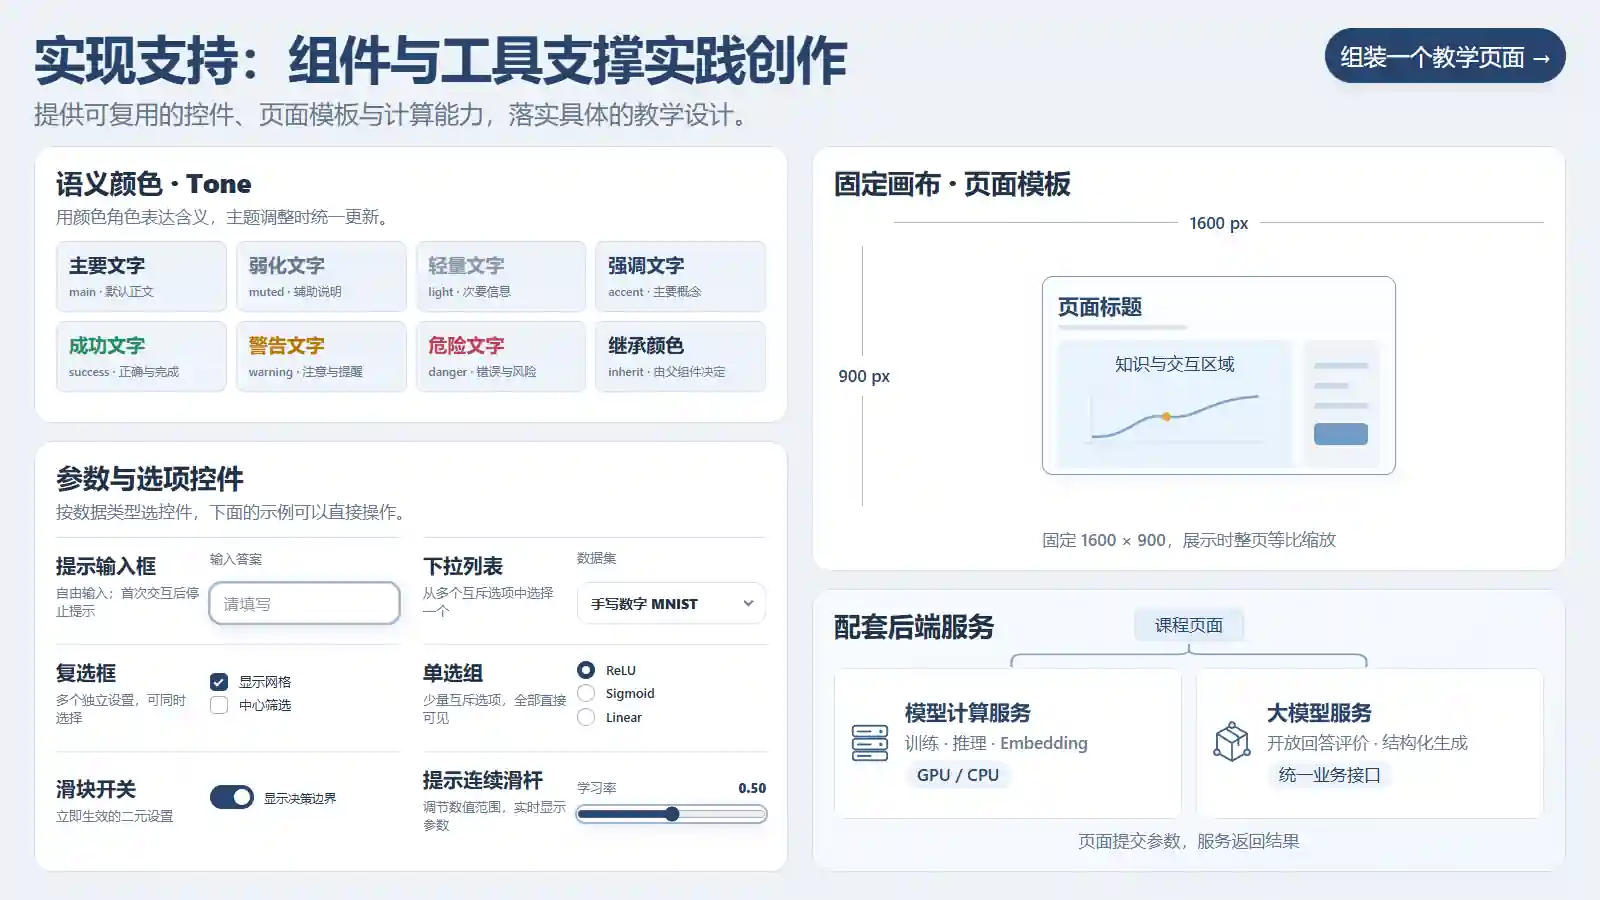 实现支持：组件与工具支撑实践创作
组装一个教学页面 →
提供可复用的控件、页面模板与计算能力，落实具体的教学设计。
语义颜色 · Tone
用颜色角色表达含义，主题调整时统一更新。
主要文字
main · 默认正文
弱化文字
muted · 辅助说明
轻量文字
light · 次要信息
强调文字
accent · 主要概念
成功文字
success · 正确与完成
警告文字
warning · 注意与提醒
危险文字
danger · 错误与风险
继承颜色
inherit · 由父组件决定
参数与选项控件
按数据类型选控件，下面的示例可以直接操作。
提示输入框
自由输入；首次交互后停
止提示
输入答案
请填写
下拉列表
从多个互斥选项中选择
一个
数据集
手写数字 MNIST
复选框
多个独立设置，可同时
选择
显示网格
中心筛选
单选组
少量互斥选项，全部直接
可见
ReLU
Sigmoid
Linear
滑块开关
立即生效的二元设置
显示决策边界
提示连续滑杆
调节数值范围，实时显示
参数
学习率
0.50
固定画布 · 页面模板
1600 px
900 px
页面标题
知识与交互区域
固定 1600 × 900，展示时整页等比缩放
配套后端服务
课程页面
模型计算服务
训练 · 推理 · Embedding
GPU / CPU
大模型服务
开放回答评价 · 结构化生成
统一业务接口
页面提交参数，服务返回结果